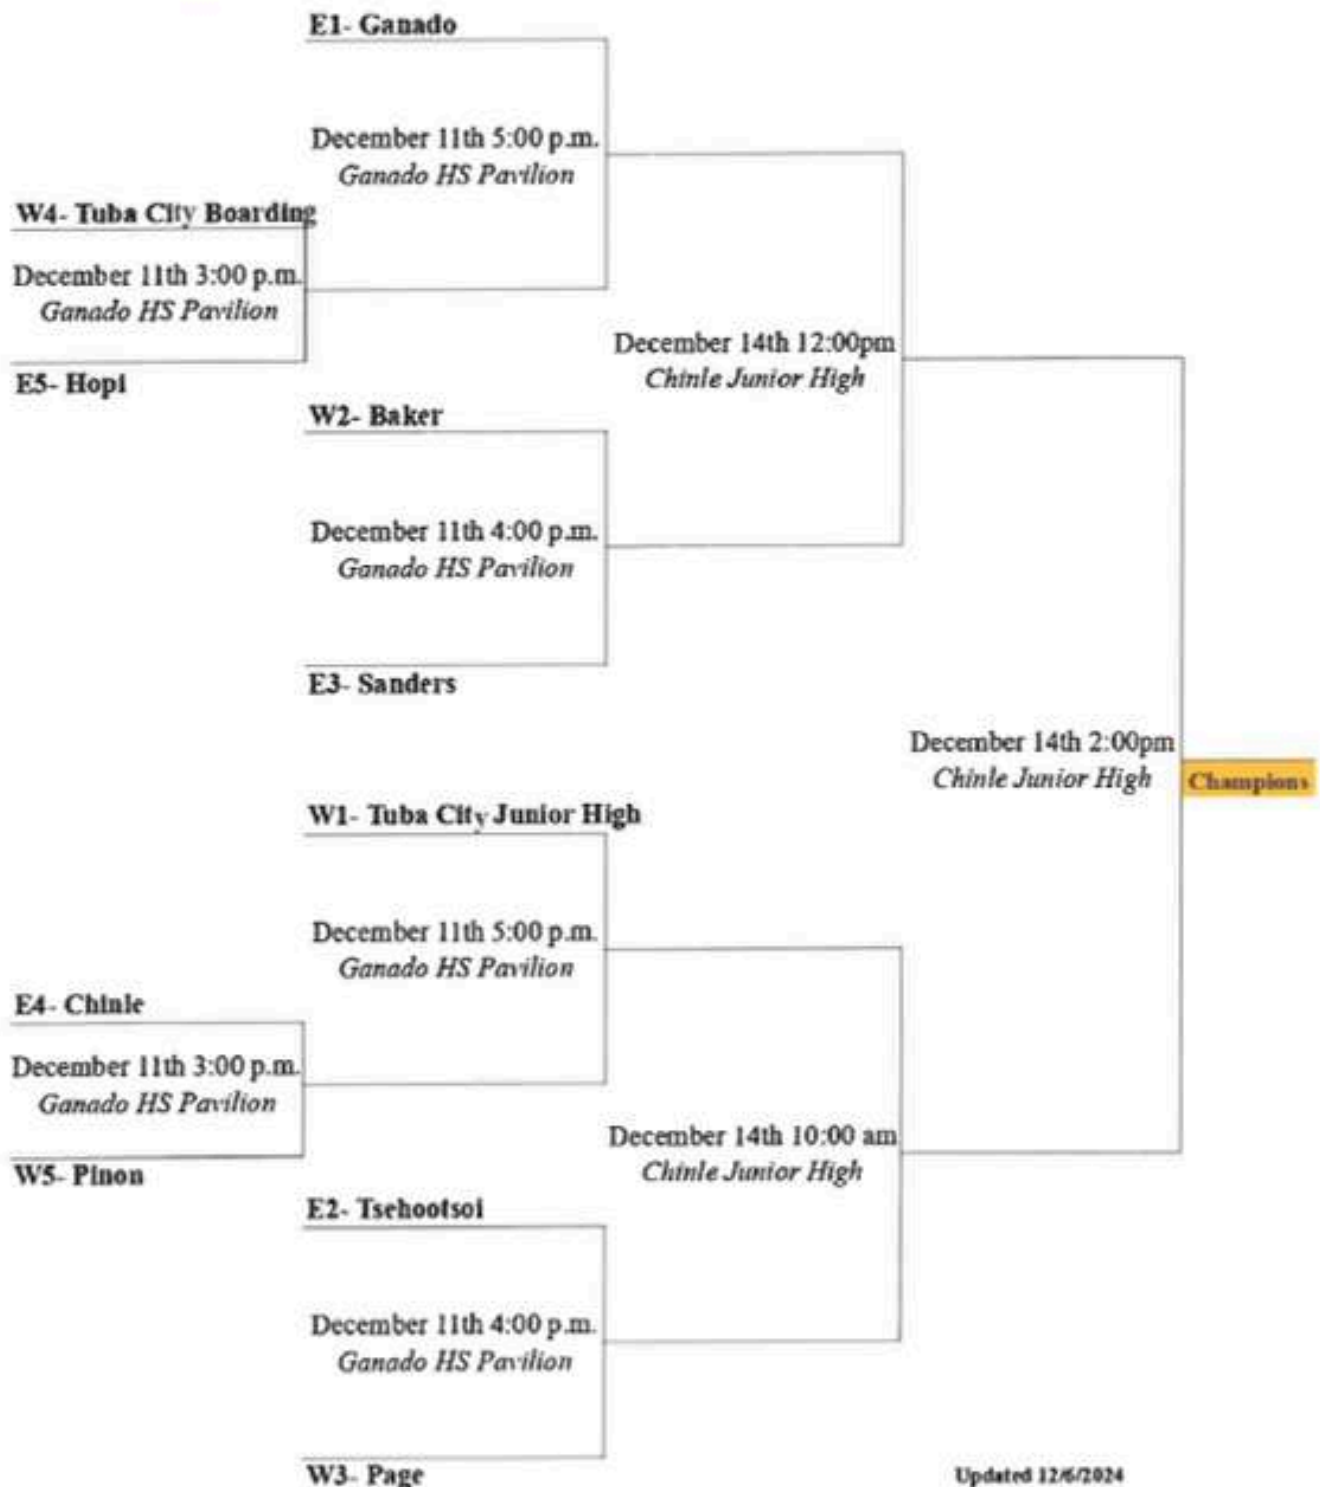 E1- Ganado
December 11th 5:00 p.m.
Ganado HS Pavilion
W4- Tuba City Boarding
December 11th 3:00 p.m.
Ganado HS Pavilion
E5- Hopi
December 14th 12:00pm
Chinle Junior High
W2- Baker
December 11th 4:00 p.m.
Ganado HS Pavilion
E3- Sanders
December 14th 2:00pm
Chinle Junior High
Champions
W1- Tuba City Junior High
December 11th 5:00 p.m.
Ganado HS Pavilion
E4- Chinle
December 11th 3:00 p.m.
Ganado HS Pavilion
W5- Pinon
December 14th 10:00 am
Chinle Junior High
E2- Tsehootsoi
December 11th 4:00 p.m.
Ganado HS Pavilion
W3- Page
Updated 12/6/2024